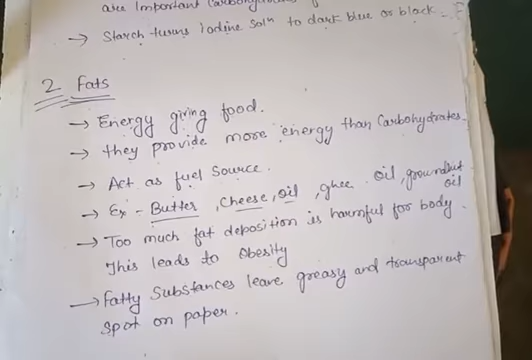 are Important Carbohydrates
→ Starch turns iodine solⁿ to dark blue or black.
2 Fats
→ Energy giving food.
→ they provide more energy than Carbohydrates.
→ Act as fuel source.
→ Ex - Butter, Cheese, oil, ghee oil, groundnut oil
→ Too much fat deposition is harmful for body.
This leads to Obesity
→ Fatty Substances leave greasy and transparent
spot on paper.